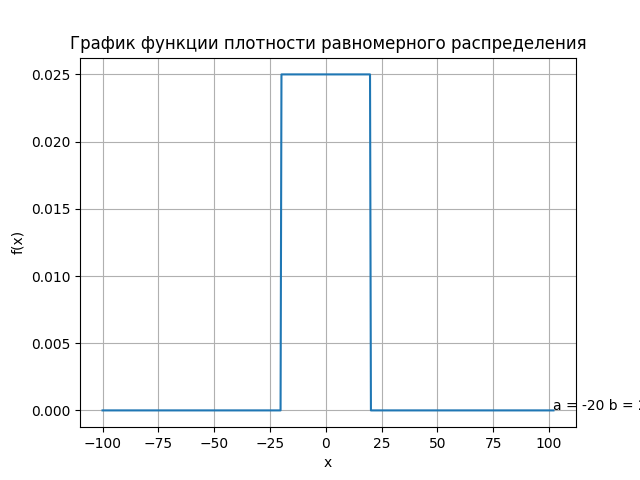 График функции плотности равномерного распределения
0.025
0.020
0.015
0.010
0.005
0.000
f(x)
a = -20 b =
−100 −75 −50 −25 0 25 50 75 100
x